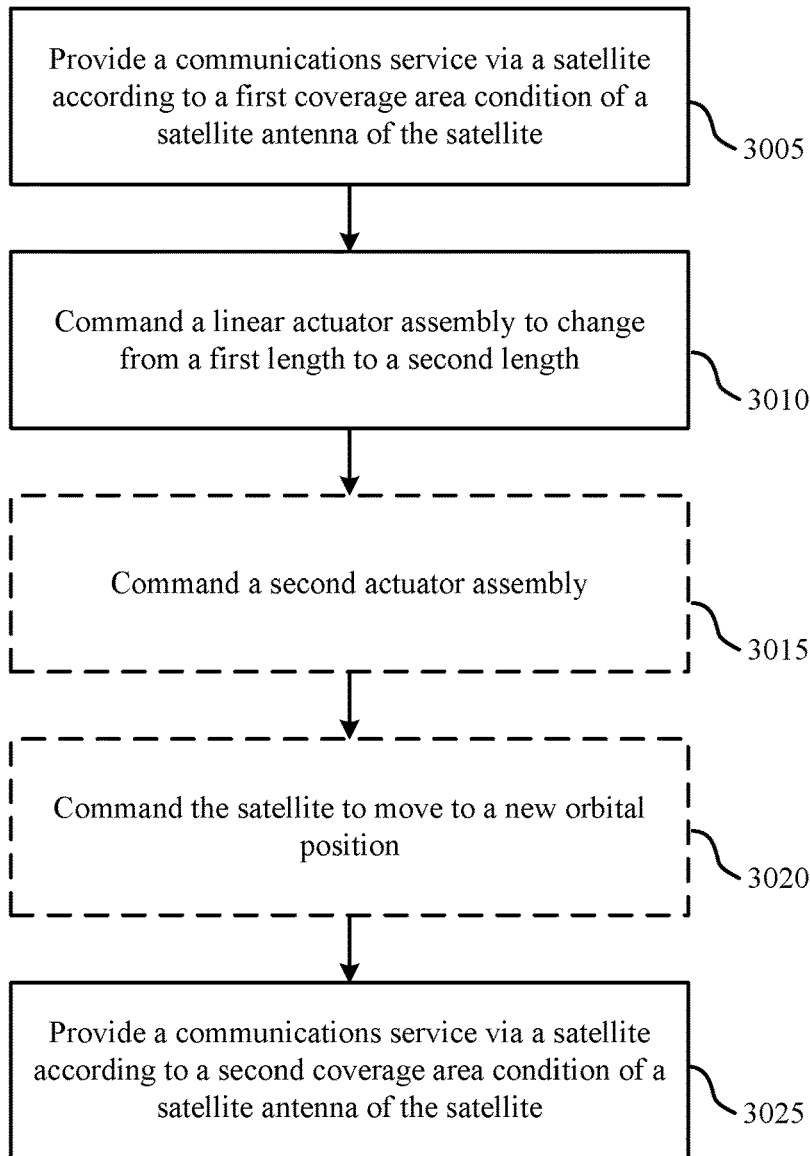 Provide a communications service via a satellite
according to a first coverage area condition of a
satellite antenna of the satellite
3005
Command a linear actuator assembly to change
from a first length to a second length
3010
Command a second actuator assembly
3015
Command the satellite to move to a new orbital
position
3020
Provide a communications service via a satellite
according to a second coverage area condition of a
satellite antenna of the satellite
3025